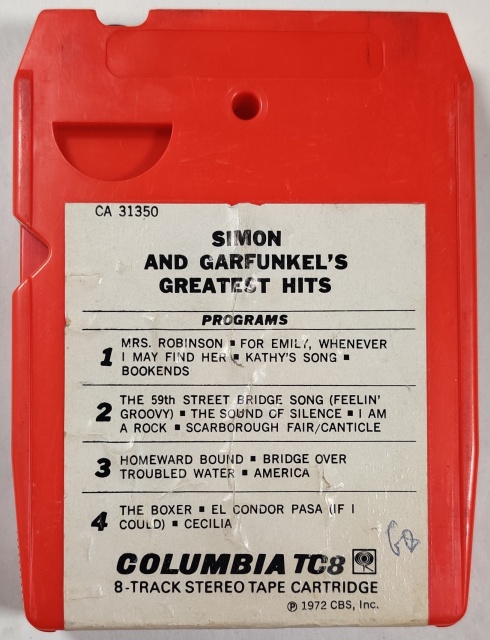 CA 31350
SIMON
AND GARFUNKEL'S
GREATEST HITS
PROGRAMS
1 MRS. ROBINSON ▪ FOR EMILY, WHENEVER
I MAY FIND HER ▪ KATHY'S SONG ▪
BOOKENDS
2 THE 59th STREET BRIDGE SONG (FEELIN'
GROOVY) ▪ THE SOUND OF SILENCE ▪ I AM
A ROCK ▪ SCARBOROUGH FAIR/CANTICLE
3 HOMEWARD BOUND ▪ BRIDGE OVER
TROUBLED WATER ▪ AMERICA
4 THE BOXER ▪ EL CONDOR PASA (IF I
COULD) ▪ CECILIA
COLUMBIA TC8
8-TRACK STEREO TAPE CARTRIDGE
℗ 1972 CBS, Inc.